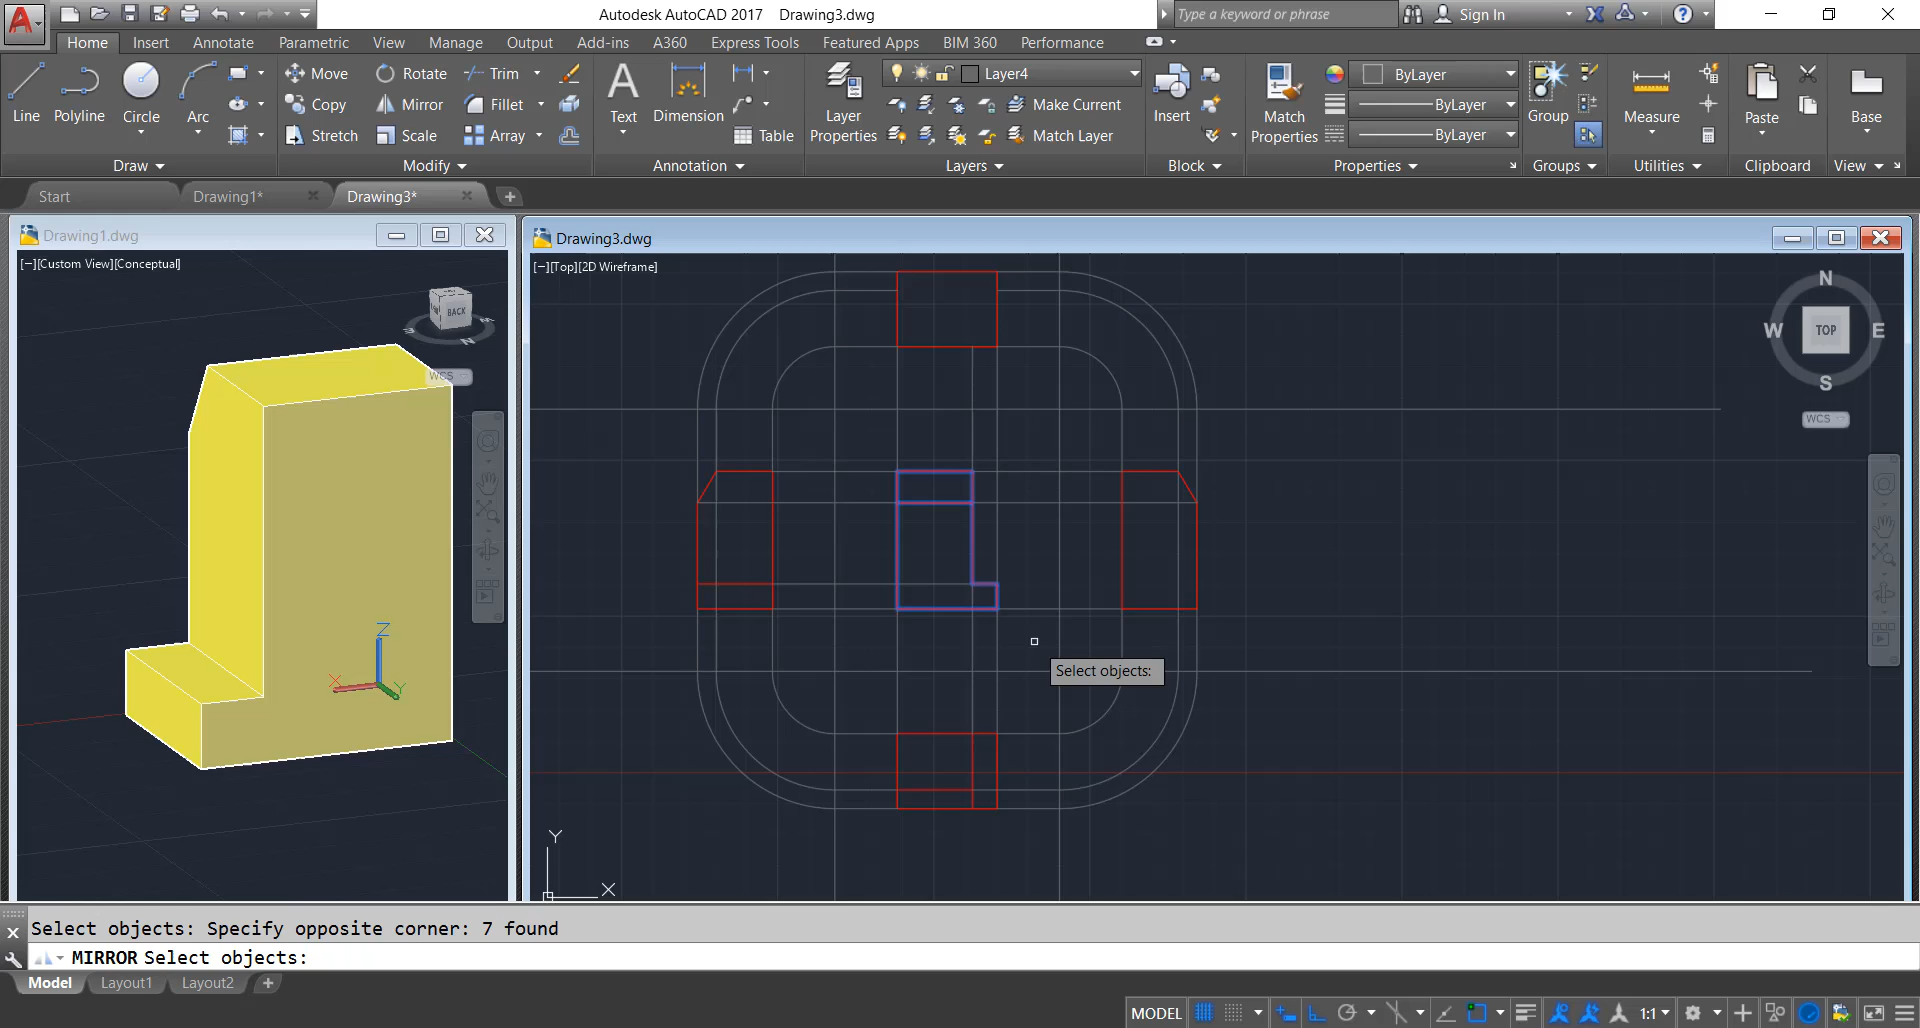 Autodesk AutoCAD 2017 Drawing3.dwg
Type a keyword or phrase
Sign In
Home Insert Annotate Parametric View Manage Output Add-ins A360 Express Tools Featured Apps BIM 360 Performance
Line
Polyline
Circle
Arc
Draw
Move
Rotate
Trim
Copy
Mirror
Fillet
Stretch
Scale
Array
Modify
Text
Dimension
Table
Annotation
Layer
Properties
Layer4
Make Current
Match Layer
Layers
Insert
Block
Match
Properties
ByLayer
ByLayer
ByLayer
Properties
Group
Groups
Measure
Utilities
Paste
Clipboard
Base
View
Start
Drawing1*
Drawing3*
Drawing1.dwg
[−][Custom View][Conceptual]
BACK
N
WCS
Z
X
Y
Drawing3.dwg
[−][Top][2D Wireframe]
N
W
TOP
E
S
WCS
Select objects:
Y
X
Select objects: Specify opposite corner: 7 found
MIRROR Select objects:
Model Layout1 Layout2
MODEL
1:1